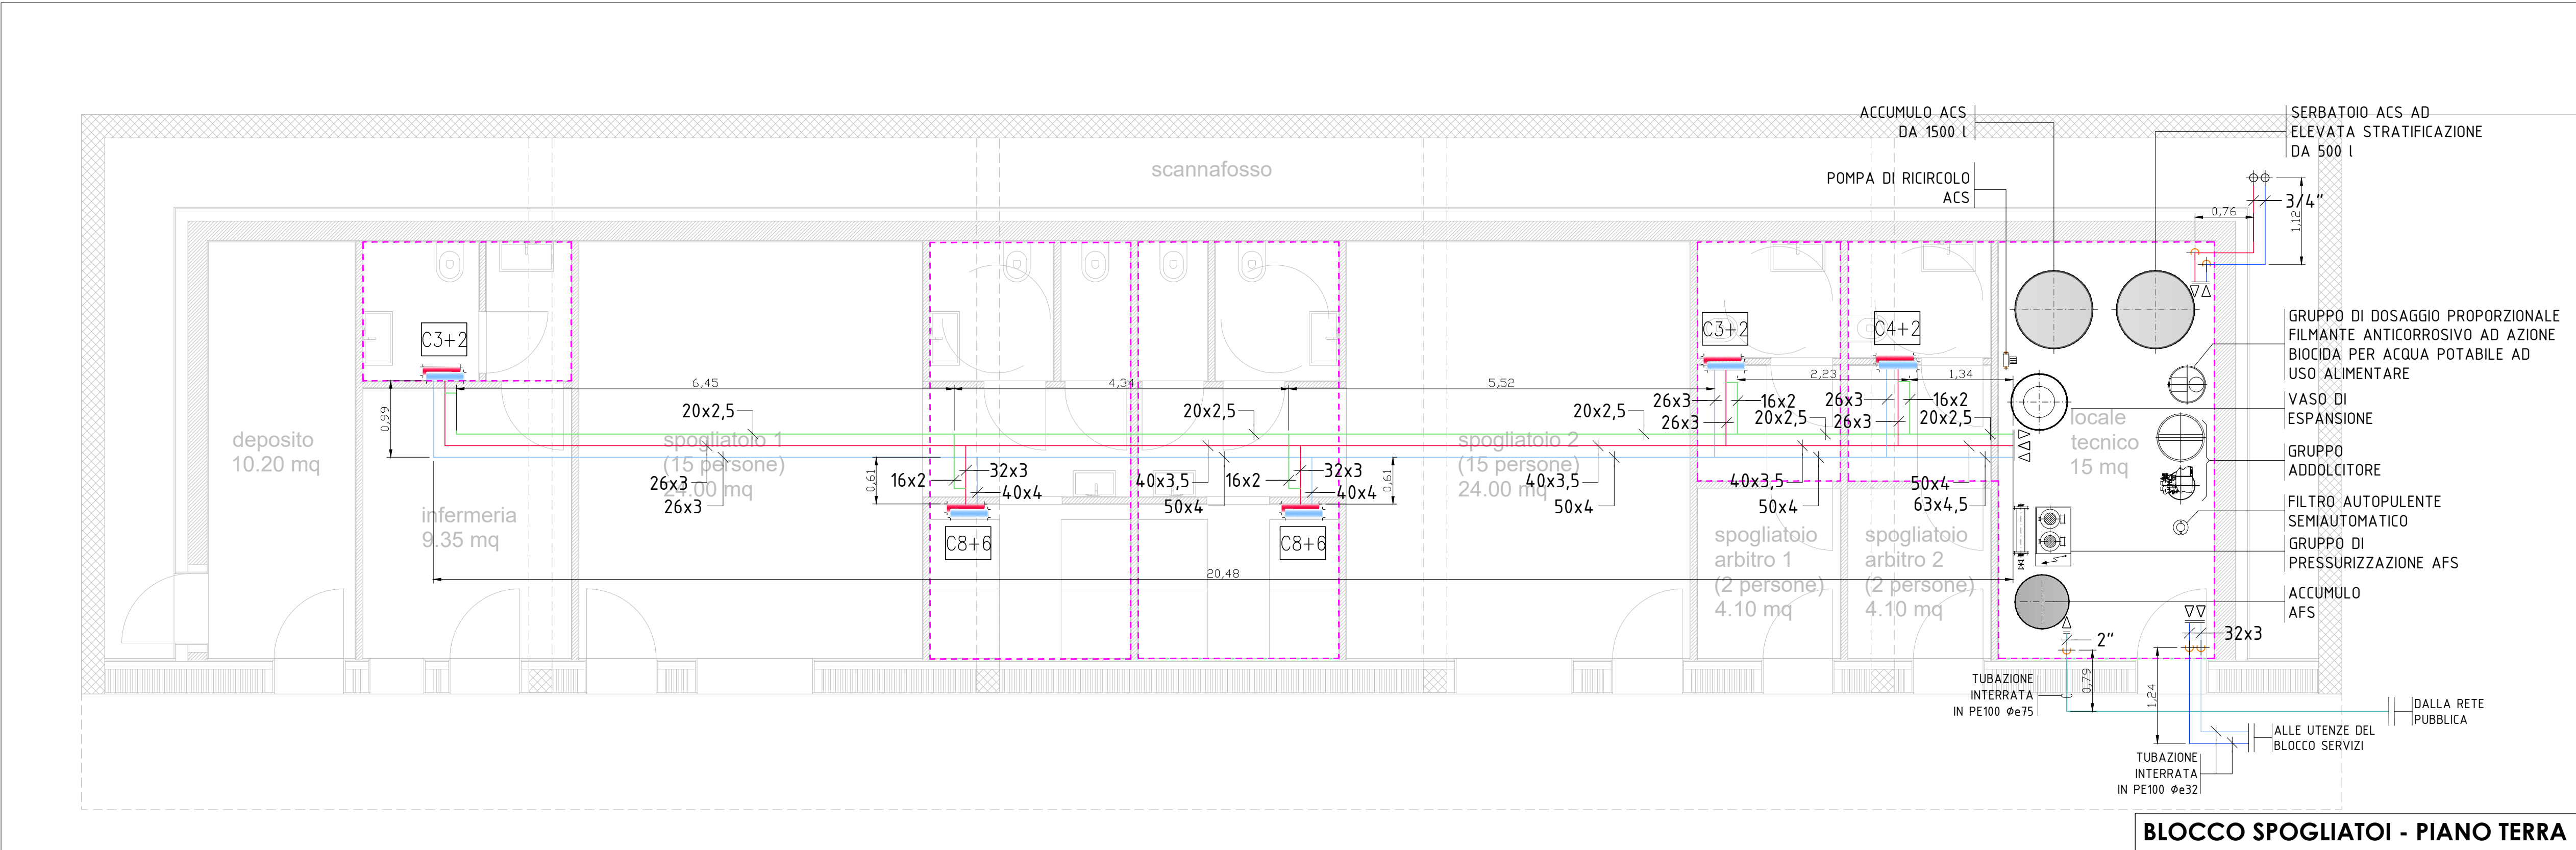 ACCUMULO ACS
DA 1500 l
SERBATOIO ACS AD
ELEVATA STRATIFICAZIONE
DA 500 l
scannafosso
POMPA DI RICIRCOLO
ACS
3/4"
0,76
1,12
C3+2
C3+2
C4+2
GRUPPO DI DOSAGGIO PROPORZIONALE
FILMANTE ANTICORROSIVO AD AZIONE
BIOCIDA PER ACQUA POTABILE AD
USO ALIMENTARE
6,45
4,34
5,52
2,23
1,34
0,99
20x2,5
20x2,5
20x2,5
26x3
16x2
26x3
20x2,5
26x3
16x2
26x3
20x2,5
VASO DI
ESPANSIONE
deposito
10.20 mq
spogliatoio 1
(15 persone)
24.00 mq
spogliatoio 2
(15 persone)
24.00 mq
locale
tecnico
15 mq
GRUPPO
ADDOLCITORE
26x3
26x3
0,61
16x2
32x3
40x4
40x3,5
50x4
16x2
32x3
40x4
0,61
40x3,5
50x4
40x3,5
50x4
50x4
63x4,5
infermeria
9.35 mq
C8+6
C8+6
spogliatoio
arbitro 1
(2 persone)
4.10 mq
spogliatoio
arbitro 2
(2 persone)
4.10 mq
FILTRO AUTOPULENTE
SEMIAUTOMATICO
GRUPPO DI
PRESSURIZZAZIONE AFS
20,48
ACCUMULO
AFS
2"
32x3
0,79
1,24
TUBAZIONE
INTERRATA
IN PE100 Øe75
DALLA RETE
PUBBLICA
ALLE UTENZE DEL
BLOCCO SERVIZI
TUBAZIONE
INTERRATA
IN PE100 Øe32
BLOCCO SPOGLIATOI - PIANO TERRA